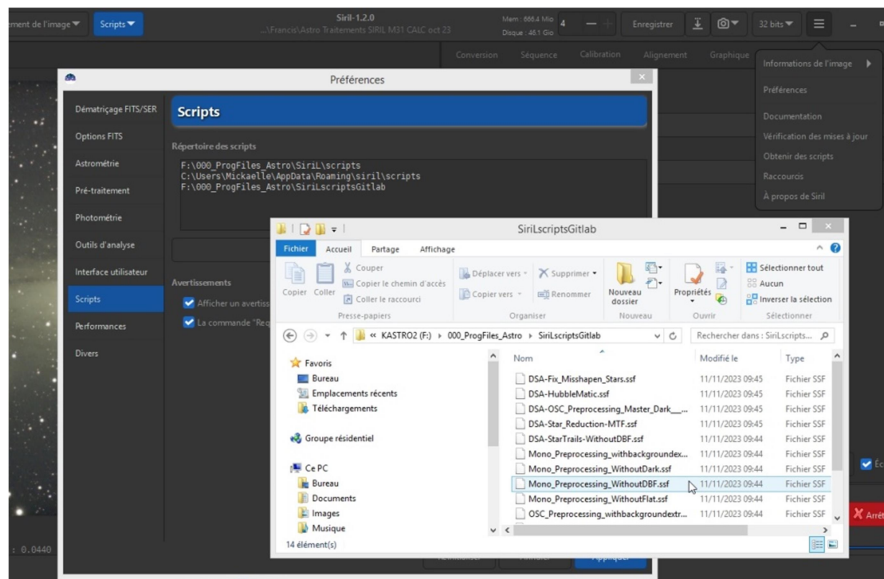 ment de l'image
Scripts
Siril-1.2.0
...\Francis\Astro Traitements SIRIL M31 CALC oct 23
Mem : 666.4 Mio
Disque : 46.1 Gio
4
Enregistrer
32 bits
Conversion
Séquence
Calibration
Alignement
Graphique
Informations de l'image
Préférences
Documentation
Vérification des mises à jour
Obtenir des scripts
Raccourcis
À propos de Siril
Préférences
Dématriçage FITS/SER
Options FITS
Astrométrie
Pré-traitement
Photométrie
Outils d'analyse
Interface utilisateur
Scripts
Performances
Divers
Scripts
Répertoire des scripts
F:\000_ProgFiles_Astro\SiriL\scripts
C:\Users\Mickaelle\AppData\Roaming\siril\scripts
F:\000_ProgFiles_Astro\SiriLscriptsGitlab
Avertissements
Afficher un avertiss
La commande "Req
Appliquer
SiriLscriptsGitlab
Fichier
Accueil
Partage
Affichage
Copier
Coller
Couper
Copier le chemin d'accès
Coller le raccourci
Presse-papiers
Déplacer vers
Copier vers
Supprimer
Renommer
Organiser
Nouveau dossier
Nouveau
Propriétés
Ouvrir
Sélectionner tout
Aucun
Inverser la sélection
Sélectionner
« KASTRO2 (F:) 000_ProgFiles_Astro SiriLscriptsGitlab
Rechercher dans : SiriLscripts...
Favoris
Bureau
Emplacements récents
Téléchargements
Groupe résidentiel
Ce PC
Bureau
Documents
Images
Musique
Nom Modifié le Type
DSA-Fix_Misshapen_Stars.ssf 11/11/2023 09:45 Fichier SSF
DSA-HubbleMatic.ssf 11/11/2023 09:45 Fichier SSF
DSA-OSC_Preprocessing_Master_Dark__... 11/11/2023 09:45 Fichier SSF
DSA-Star_Reduction-MTF.ssf 11/11/2023 09:45 Fichier SSF
DSA-StarTrails-WithoutDBF.ssf 11/11/2023 09:45 Fichier SSF
Mono_Preprocessing_withbackgroundex... 11/11/2023 09:44 Fichier SSF
Mono_Preprocessing_WithoutDark.ssf 11/11/2023 09:44 Fichier SSF
Mono_Preprocessing_WithoutDBF.ssf 11/11/2023 09:44 Fichier SSF
Mono_Preprocessing_WithoutFlat.ssf 11/11/2023 09:44 Fichier SSF
OSC_Preprocessing_withbackgroundextr... 11/11/2023 09:44 Fichier SSF
14 élément(s)
Éc
Arrêt
: 0.0440